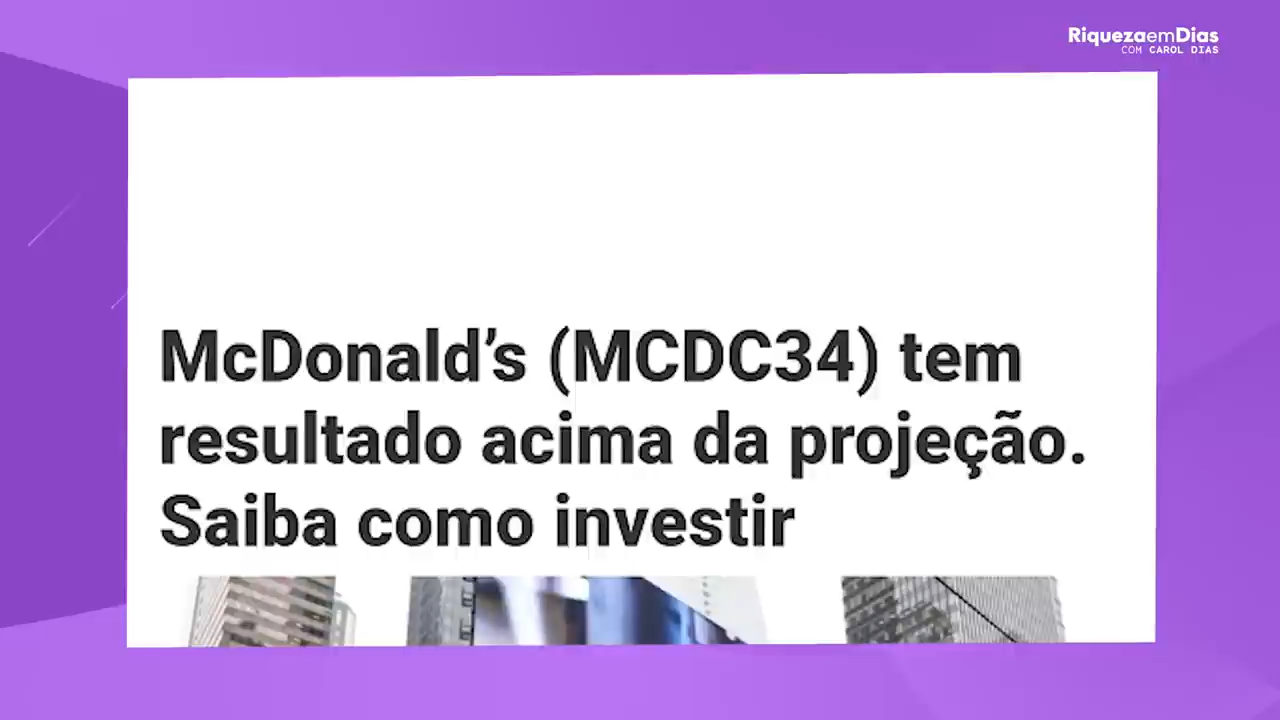 RiquezaemDias
COM CAROL DIAS
McDonald’s (MCDC34) tem
resultado acima da projeção.
Saiba como investir